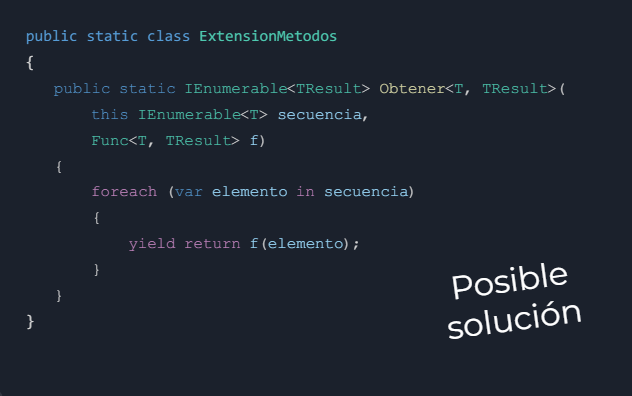 public static class ExtensionMetodos
{
public static IEnumerable<TResult> Obtener<T, TResult>(
this IEnumerable<T> secuencia,
Func<T, TResult> f)
{
foreach (var elemento in secuencia)
{
yield return f(elemento);
}
}
}
Posible
solución